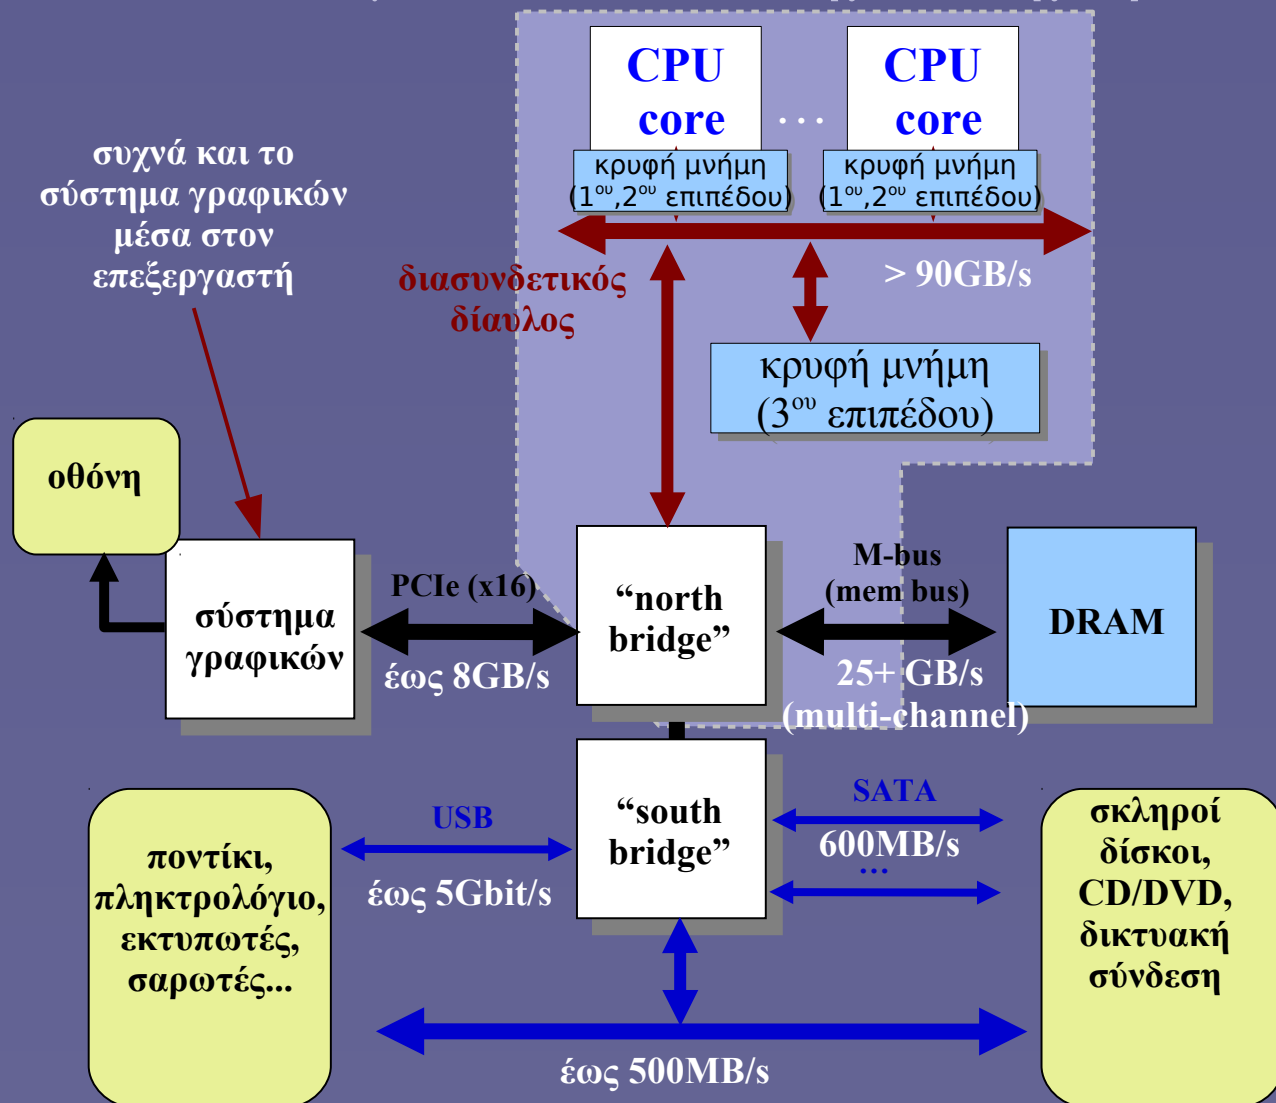 CPU
core
...
CPU
core
κρυφή μνήμη
(1ου,2ου επιπέδου)
κρυφή μνήμη
(1ου,2ου επιπέδου)
συχνά και το
σύστημα γραφικών
μέσα στον
επεξεργαστή
διασυνδετικός
δίαυλος
> 90GB/s
κρυφή μνήμη
(3ου επιπέδου)
οθόνη
σύστημα
γραφικών
PCIe (x16)
έως 8GB/s
“north
bridge”
M-bus
(mem bus)
25+ GB/s
(multi-channel)
DRAM
ποντίκι,
πληκτρολόγιο,
εκτυπωτές,
σαρωτές...
USB
έως 5Gbit/s
“south
bridge”
SATA
600MB/s
...
σκληροί
δίσκοι,
CD/DVD,
δικτυακή
σύνδεση
έως 500MB/s